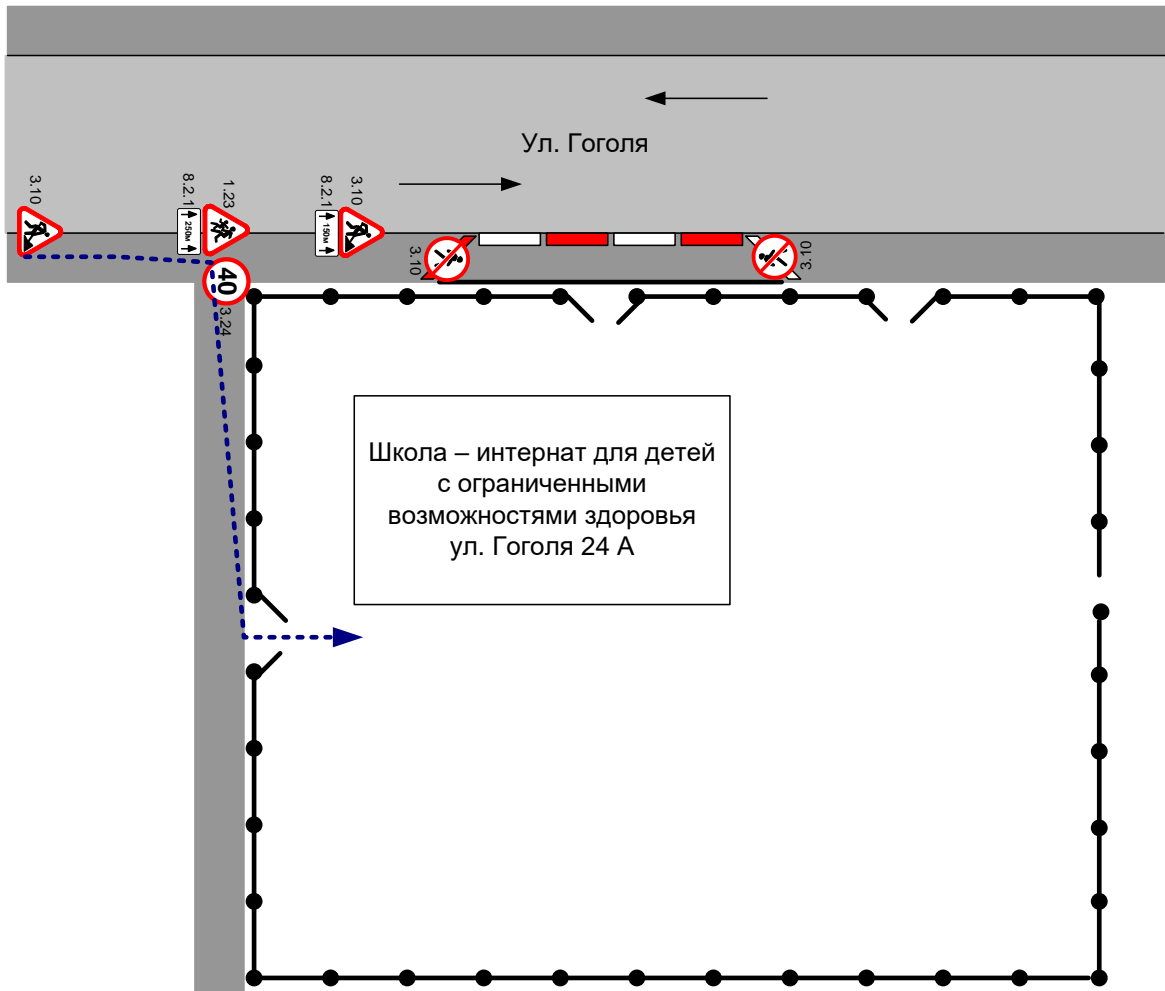 Ул. Гоголя
3.10
8.2.1
250м
1.23
8.2.1
150м
3.10
3.10
3.10
40
3.24
Школа – интернат для детей
с ограниченными
возможностями здоровья
ул. Гоголя 24 А